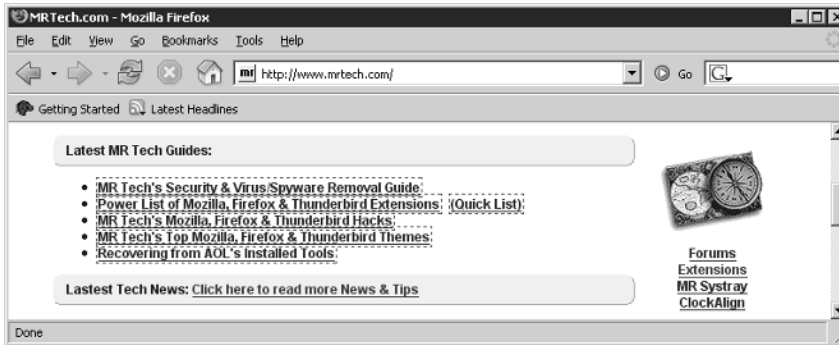 MRTech.com - Mozilla Firefox
File Edit View Go Bookmarks Tools Help
mr http://www.mrtech.com/ Go G
Getting Started Latest Headlines
Latest MR Tech Guides:
MR Tech's Security & Virus/Spyware Removal Guide
Power List of Mozilla, Firefox & Thunderbird Extensions (Quick List)
MR Tech's Mozilla, Firefox & Thunderbird Hacks
MR Tech's Top Mozilla, Firefox & Thunderbird Themes
Recovering from AOL's Installed Tools
Lastest Tech News: Click here to read more News & Tips
Forums
Extensions
MR Systray
ClockAlign
Done